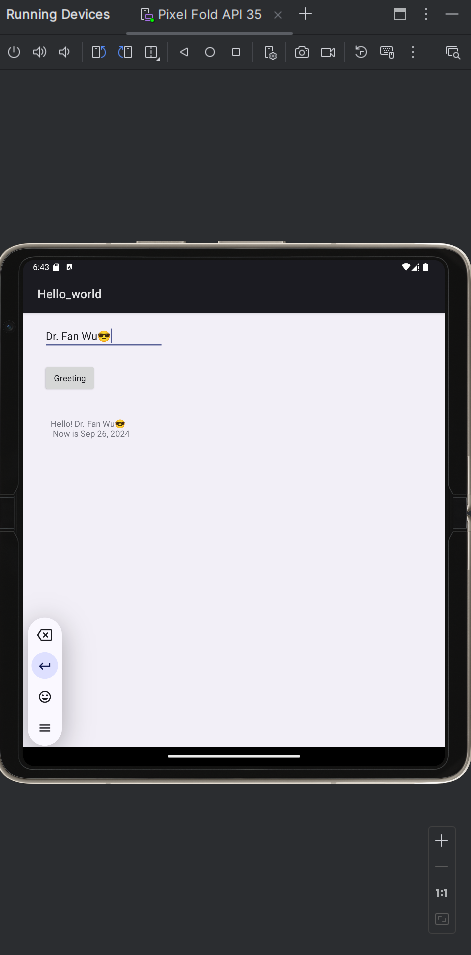 Running Devices
Pixel Fold API 35
6:43
Hello_world
Dr. Fan Wu😎
Greeting
Hello! Dr. Fan Wu😎
Now is Sep 26, 2024
1:1